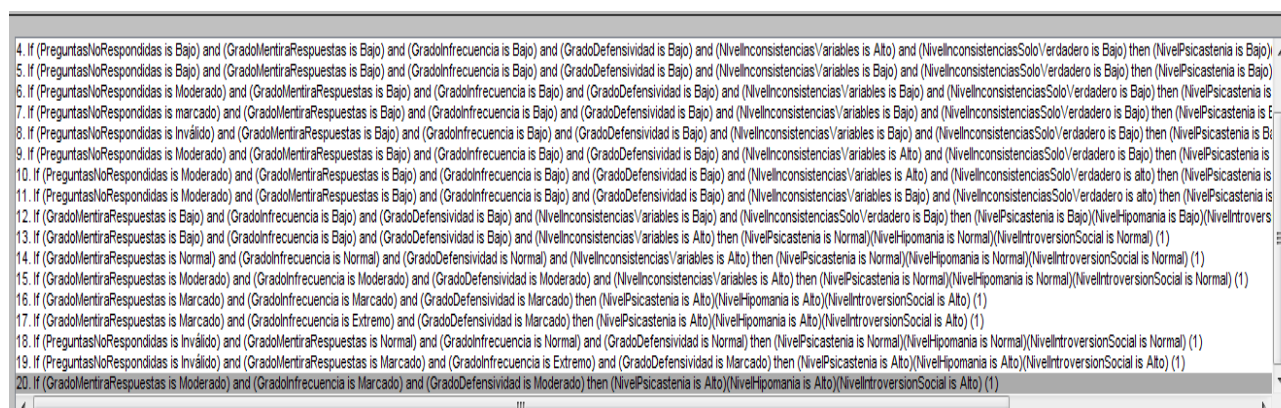 4. If (PreguntasNoRespondidas is Bajo) and (GradoMentiraRespuestas is Bajo) and (GradoInfrecuencia is Bajo) and (GradoDefensividad is Bajo) and (NIvelInconsistenciasVariables is Alto) and (NivelInconsistenciasSoloVerdadero is Bajo) then (NivelPsicastenia is Bajo)(
5. If (PreguntasNoRespondidas is Bajo) and (GradoMentiraRespuestas is Bajo) and (GradoInfrecuencia is Bajo) and (GradoDefensividad is Bajo) and (NIvelInconsistenciasVariables is Bajo) and (NivelInconsistenciasSoloVerdadero is Bajo) then (NivelPsicastenia is Bajo)
6. If (PreguntasNoRespondidas is Moderado) and (GradoMentiraRespuestas is Bajo) and (GradoInfrecuencia is Bajo) and (GradoDefensividad is Bajo) and (NIvelInconsistenciasVariables is Bajo) and (NivelInconsistenciasSoloVerdadero is Bajo) then (NivelPsicastenia is
7. If (PreguntasNoRespondidas is marcado) and (GradoMentiraRespuestas is Bajo) and (GradoInfrecuencia is Bajo) and (GradoDefensividad is Bajo) and (NIvelInconsistenciasVariables is Bajo) and (NivelInconsistenciasSoloVerdadero is Bajo) then (NivelPsicastenia is
8. If (PreguntasNoRespondidas is Inválido) and (GradoMentiraRespuestas is Bajo) and (GradoInfrecuencia is Bajo) and (GradoDefensividad is Bajo) and (NIvelInconsistenciasVariables is Bajo) and (NivelInconsistenciasSoloVerdadero is Bajo) then (NivelPsicastenia is
9. If (PreguntasNoRespondidas is Moderado) and (GradoMentiraRespuestas is Bajo) and (GradoInfrecuencia is Bajo) and (GradoDefensividad is Bajo) and (NIvelInconsistenciasVariables is Alto) and (NivelInconsistenciasSoloVerdadero is Bajo) then (NivelPsicastenia is
10. If (PreguntasNoRespondidas is Moderado) and (GradoMentiraRespuestas is Bajo) and (GradoInfrecuencia is Bajo) and (GradoDefensividad is Bajo) and (NIvelInconsistenciasVariables is Alto) and (NivelInconsistenciasSoloVerdadero is alto) then (NivelPsicastenia is
11. If (PreguntasNoRespondidas is Moderado) and (GradoMentiraRespuestas is Bajo) and (GradoInfrecuencia is Bajo) and (GradoDefensividad is Bajo) and (NIvelInconsistenciasVariables is Bajo) and (NivelInconsistenciasSoloVerdadero is alto) then (NivelPsicastenia is
12. If (GradoMentiraRespuestas is Bajo) and (GradoInfrecuencia is Bajo) and (GradoDefensividad is Bajo) and (NIvelInconsistenciasVariables is Bajo) and (NivelInconsistenciasSoloVerdadero is Bajo) then (NivelPsicastenia is Bajo)(NivelHipomania is Bajo)(NivelIntrovers
13. If (GradoMentiraRespuestas is Bajo) and (GradoInfrecuencia is Bajo) and (GradoDefensividad is Bajo) and (NIvelInconsistenciasVariables is Alto) then (NivelPsicastenia is Normal)(NivelHipomania is Normal)(NivelIntroversionSocial is Normal) (1)
14. If (GradoMentiraRespuestas is Normal) and (GradoInfrecuencia is Normal) and (GradoDefensividad is Normal) and (NIvelInconsistenciasVariables is Alto) then (NivelPsicastenia is Normal)(NivelHipomania is Normal)(NivelIntroversionSocial is Normal) (1)
15. If (GradoMentiraRespuestas is Moderado) and (GradoInfrecuencia is Moderado) and (GradoDefensividad is Moderado) and (NIvelInconsistenciasVariables is Alto) then (NivelPsicastenia is Normal)(NivelHipomania is Normal)(NivelIntroversionSocial is Normal) (1)
16. If (GradoMentiraRespuestas is Marcado) and (GradoInfrecuencia is Marcado) and (GradoDefensividad is Marcado) then (NivelPsicastenia is Alto)(NivelHipomania is Alto)(NivelIntroversionSocial is Alto) (1)
17. If (GradoMentiraRespuestas is Marcado) and (GradoInfrecuencia is Extremo) and (GradoDefensividad is Marcado) then (NivelPsicastenia is Alto)(NivelHipomania is Alto)(NivelIntroversionSocial is Alto) (1)
18. If (PreguntasNoRespondidas is Inválido) and (GradoMentiraRespuestas is Normal) and (GradoInfrecuencia is Normal) and (GradoDefensividad is Normal) then (NivelPsicastenia is Normal)(NivelHipomania is Normal)(NivelIntroversionSocial is Normal) (1)
19. If (PreguntasNoRespondidas is Inválido) and (GradoMentiraRespuestas is Marcado) and (GradoInfrecuencia is Extremo) and (GradoDefensividad is Marcado) then (NivelPsicastenia is Alto)(NivelHipomania is Alto)(NivelIntroversionSocial is Alto) (1)
20. If (GradoMentiraRespuestas is Moderado) and (GradoInfrecuencia is Marcado) and (GradoDefensividad is Moderado) then (NivelPsicastenia is Alto)(NivelHipomania is Alto)(NivelIntroversionSocial is Alto) (1)